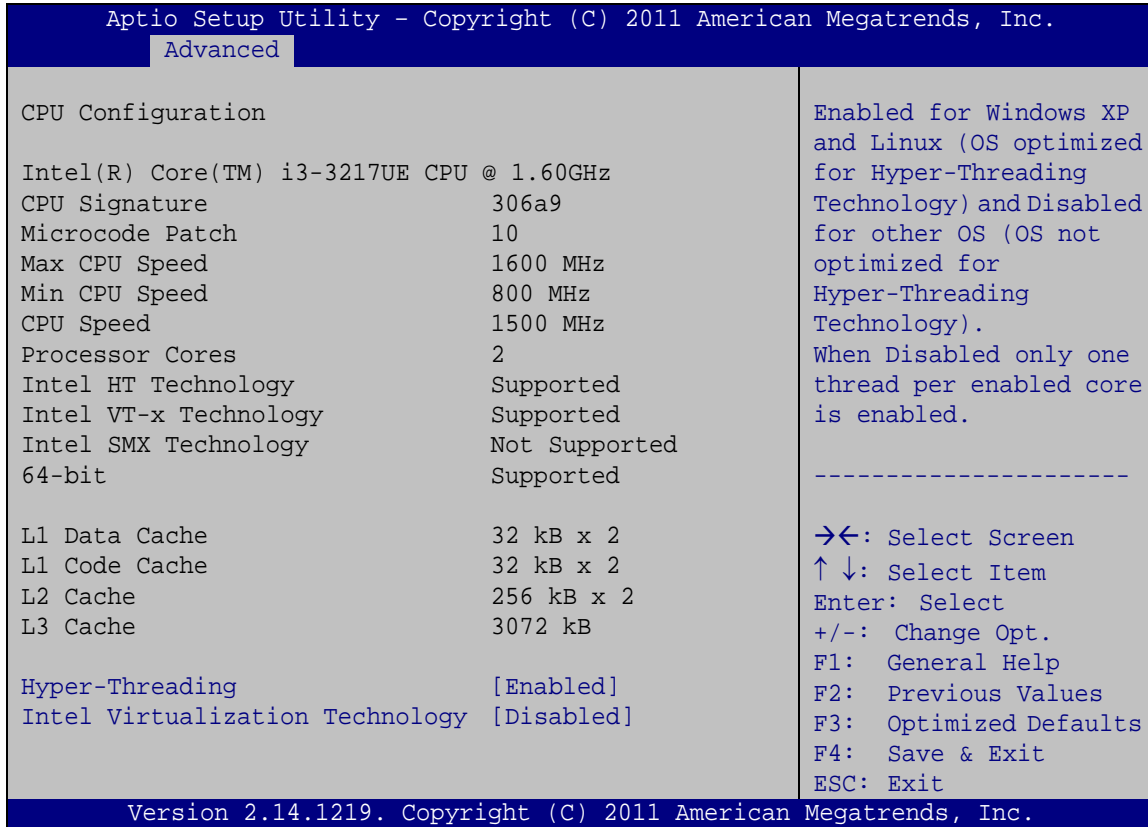 Aptio Setup Utility – Copyright (C) 2011 American Megatrends, Inc.
Advanced
CPU Configuration
Intel(R) Core(TM) i3-3217UE CPU @ 1.60GHz
CPU Signature 306a9
Microcode Patch 10
Max CPU Speed 1600 MHz
Min CPU Speed 800 MHz
CPU Speed 1500 MHz
Processor Cores 2
Intel HT Technology Supported
Intel VT-x Technology Supported
Intel SMX Technology Not Supported
64-bit Supported
L1 Data Cache 32 kB x 2
L1 Code Cache 32 kB x 2
L2 Cache 256 kB x 2
L3 Cache 3072 kB
Hyper-Threading [Enabled]
Intel Virtualization Technology [Disabled]
Enabled for Windows XP
and Linux (OS optimized
for Hyper-Threading
Technology) and Disabled
for other OS (OS not
optimized for
Hyper-Threading
Technology).
When Disabled only one
thread per enabled core
is enabled.
----------------------
→←: Select Screen
↑ ↓: Select Item
Enter: Select
+/-: Change Opt.
F1: General Help
F2: Previous Values
F3: Optimized Defaults
F4: Save & Exit
ESC: Exit
Version 2.14.1219. Copyright (C) 2011 American Megatrends, Inc.